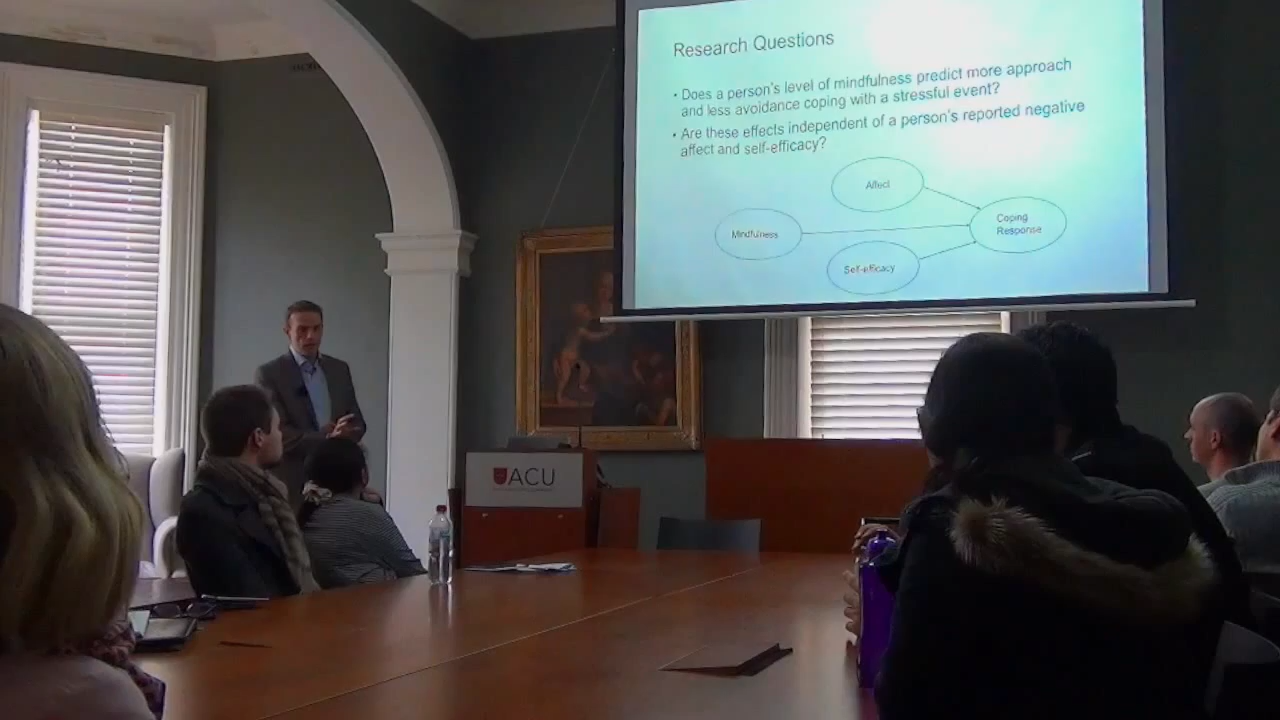 Research Questions
• Does a person's level of mindfulness predict more approach
and less avoidance coping with a stressful event?
• Are these effects independent of a person's reported negative
affect and self-efficacy?
Affect
Coping
Response
Mindfulness
Self-efficacy
ACU